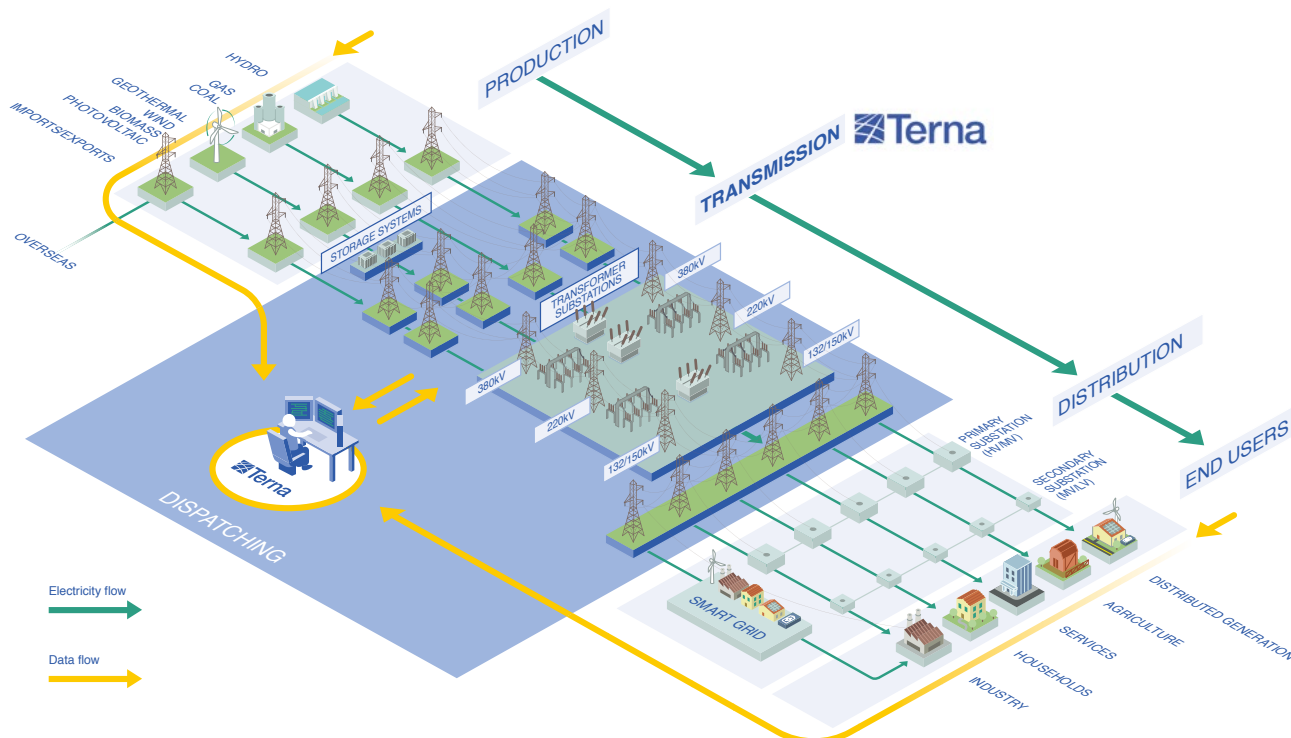 PRODUCTION
TRANSMISSION
Terna
DISTRIBUTION
END USERS
HYDRO
GAS
COAL
GEOTHERMAL
WIND
BIOMASS
PHOTOVOLTAIC
IMPORTS/EXPORTS
OVERSEAS
STORAGE SYSTEMS
TRANSFORMER
SUBSTATIONS
380kV
220kV
132/150kV
380kV
220kV
132/150kV
PRIMARY
SUBSTATION
(HV/MV)
SECONDARY
SUBSTATION
(MV/LV)
Terna
DISPATCHING
SMART GRID
DISTRIBUTED GENERATION
AGRICULTURE
SERVICES
HOUSEHOLDS
INDUSTRY
Electricity flow
Data flow